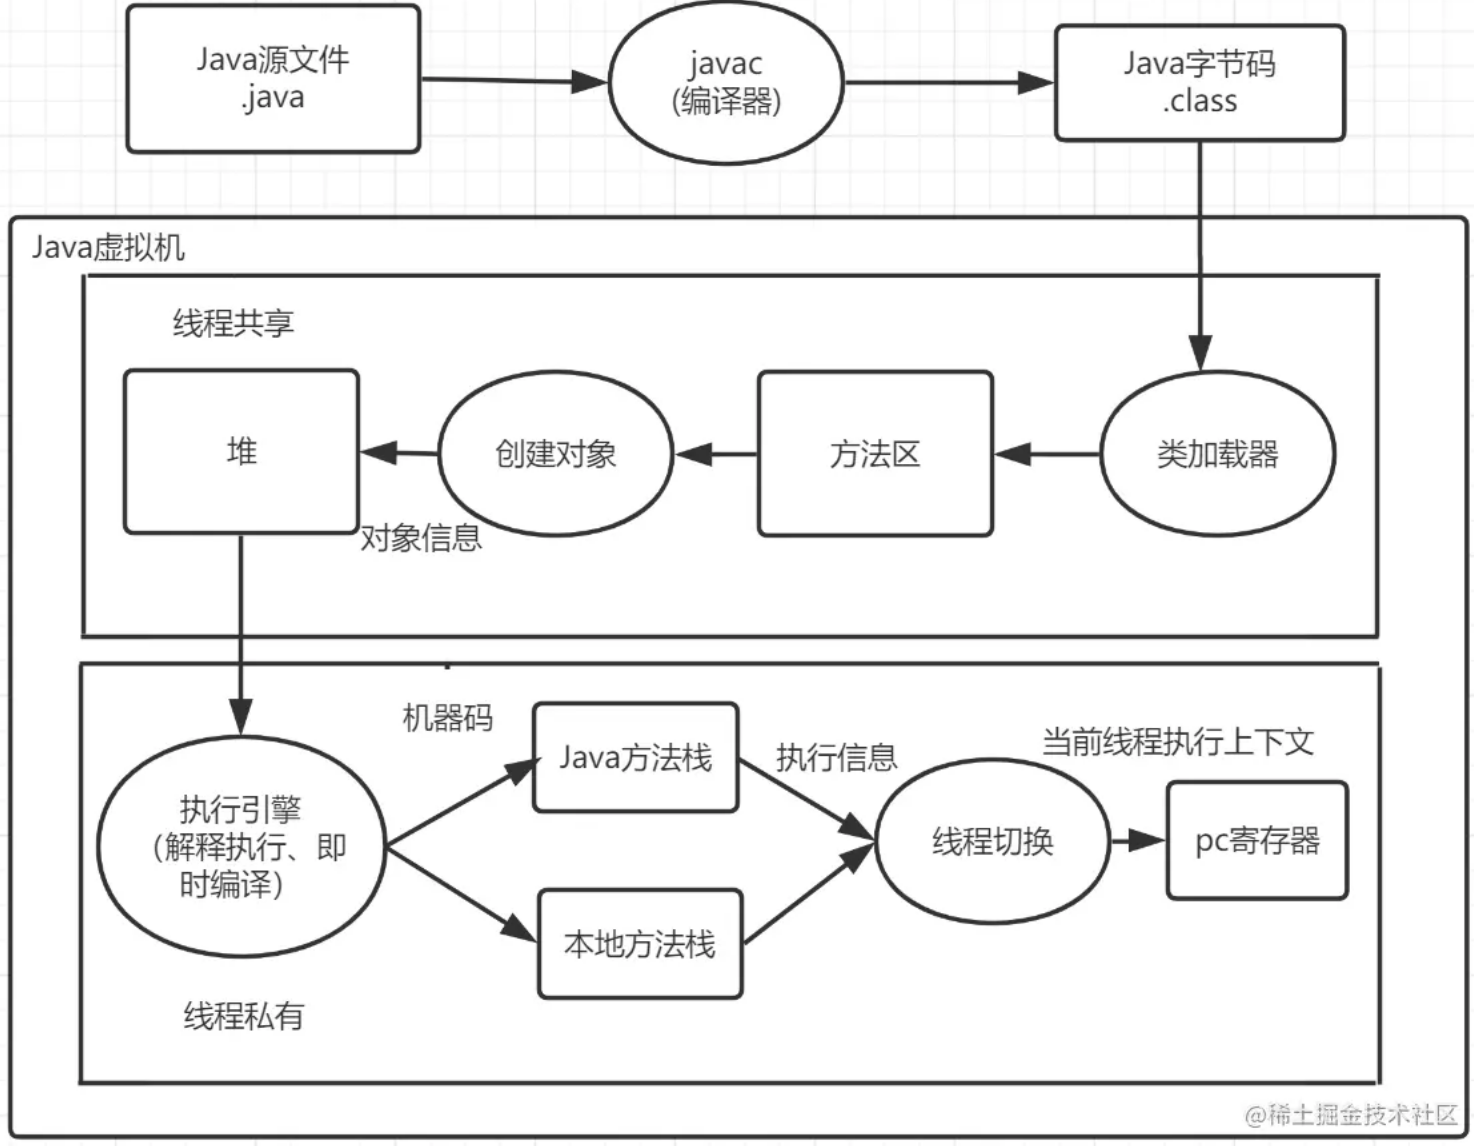 Java源文件
.java
javac
(编译器)
Java字节码
.class
Java虚拟机
线程共享
堆
创建对象
方法区
类加载器
对象信息
机器码
Java方法栈
执行信息
当前线程执行上下文
执行引擎
（解释执行、即
时编译）
线程切换
pc寄存器
本地方法栈
线程私有
@稀土掘金技术社区